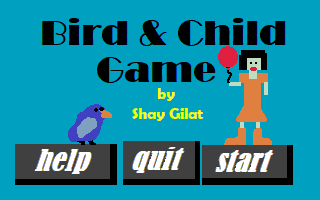 Bird & Child
Game
by
Shay Gilat
help quit start